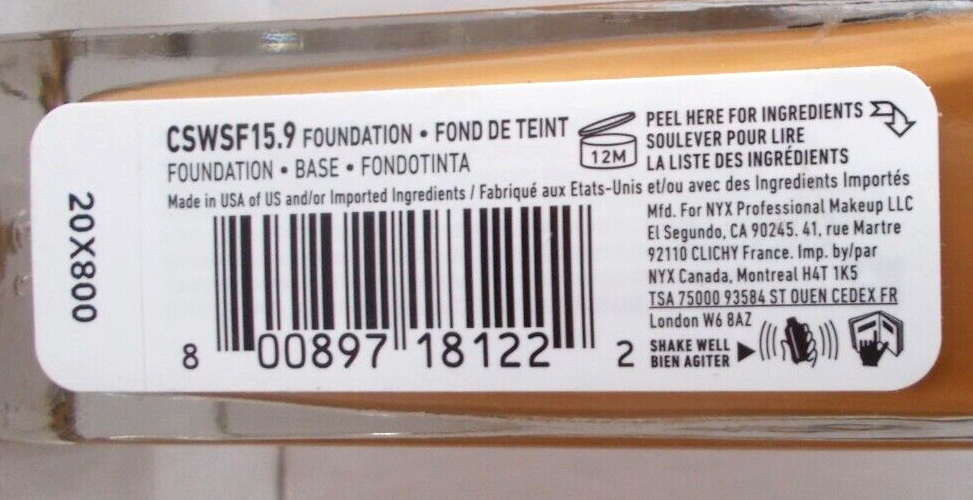 CSWSF15.9 FOUNDATION • FOND DE TEINT
FOUNDATION • BASE • FONDOTINTA
12M
PEEL HERE FOR INGREDIENTS
SOULEVER POUR LIRE
LA LISTE DES INGRÉDIENTS
Made in USA of US and/or Imported Ingredients / Fabriqué aux Etats-Unis et/ou avec des Ingredients Importés
Mfd. For NYX Professional Makeup LLC
El Segundo, CA 90245. 41, rue Martre
92110 CLICHY France. Imp. by/par
NYX Canada, Montreal H4T 1K5
TSA 75000 93584 ST OUEN CEDEX FR
London W6 8AZ
SHAKE WELL
BIEN AGITER
8 00897 18122 2
20X800